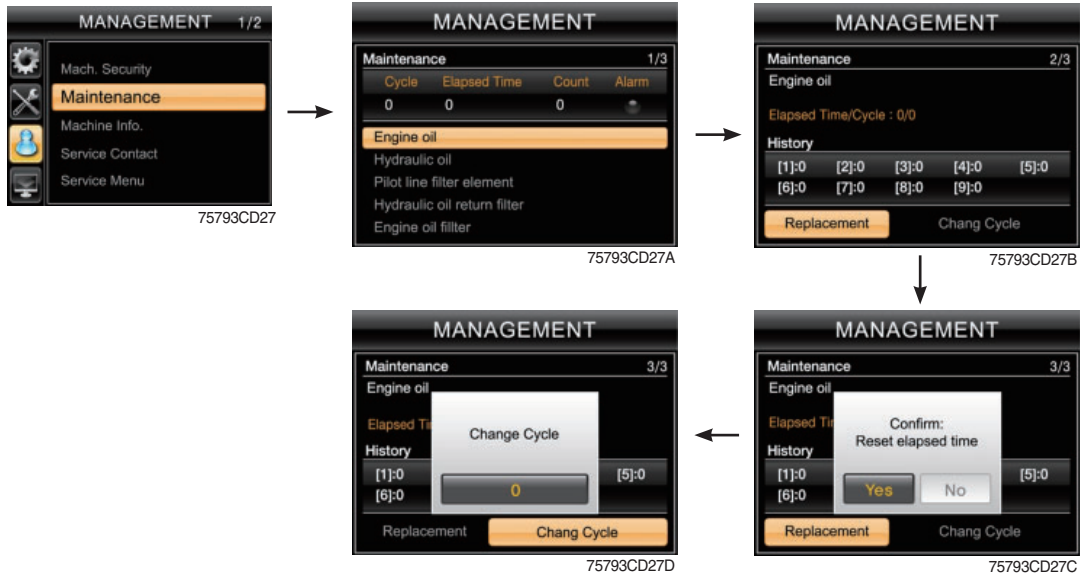 MANAGEMENT 1/2
Mach. Security
Maintenance
Machine Info.
Service Contact
Service Menu
75793CD27
MANAGEMENT
Maintenance 1/3
Cycle Elapsed Time Count Alarm
0 0 0
Engine oil
Hydraulic oil
Pilot line filter element
Hydraulic oil return filter
Engine oil fillter
75793CD27A
MANAGEMENT
Maintenance 2/3
Engine oil
Elapsed Time/Cycle : 0/0
History
[1]:0 [2]:0 [3]:0 [4]:0 [5]:0
[6]:0 [7]:0 [8]:0 [9]:0
Replacement Chang Cycle
75793CD27B
MANAGEMENT
Maintenance 3/3
Engine oil
Elapsed Ti
Change Cycle
History
[1]:0 [5]:0
[6]:0
0
Replacement Chang Cycle
75793CD27D
MANAGEMENT
Maintenance 3/3
Engine oil
Elapsed Tir
Confirm:
Reset elapsed time
History
[1]:0 [5]:0
[6]:0
Yes No
Replacement Chang Cycle
75793CD27C